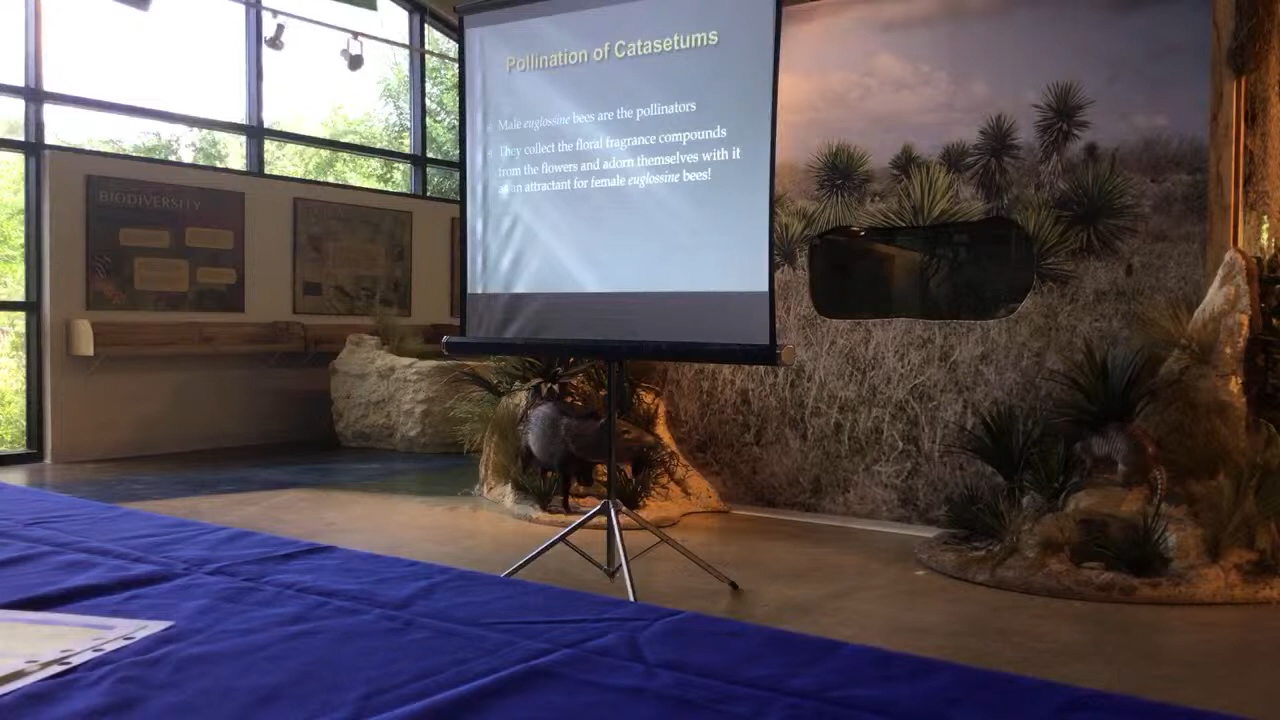 Pollination of Catasetums
Male euglossine bees are the pollinators
They collect the floral fragrance compounds
from the flowers and adorn themselves with it
as an attractant for female euglossine bees!
BIODIVERSITY